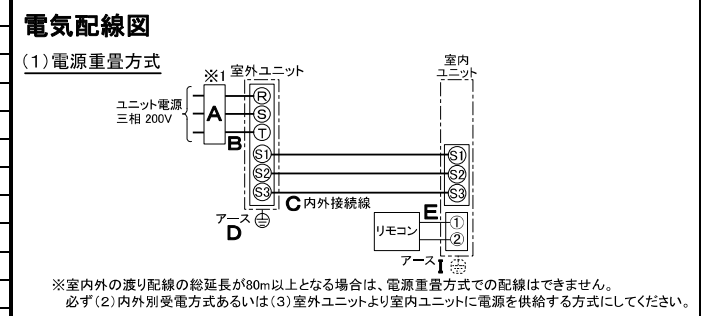 電気配線図
(1)電源重畳方式
※1
室外ユニット
室内
ユニット
ユニット電源
三相 200V
A
B
R
S
T
S1
S2
S3
S1
S2
S3
C 内外接続線
アース
D
リモコン
E
①
②
アース I
※室内外の渡り配線の総延長が80m以上となる場合は、電源重畳方式での配線はできません。
必ず(2)内外別受電方式あるいは(3)室外ユニットより室内ユニットに電源を供給する方式にしてください。